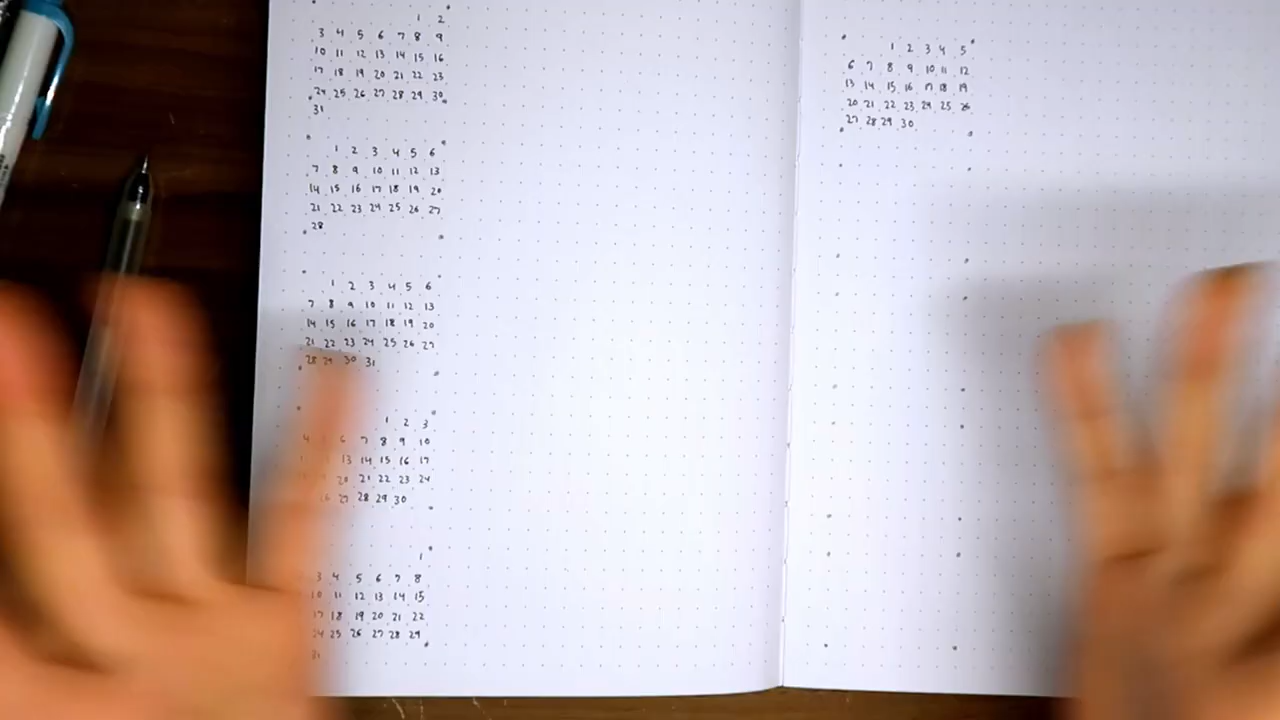 1 2
3 4 5 6 7 8 9
10 11 12 13 14 15 16
17 18 19 20 21 22 23
24 25 26 27 28 29 30
31
1 2 3 4 5 6
7 8 9 10 11 12 13
14 15 16 17 18 19 20
21 22 23 24 25 26 27
28
1 2 3 4 5 6
7 8 9 10 11 12 13
14 15 16 17 18 19 20
21 22 23 24 25 26 27
28 29 30 31
1 2 3
4 6 7 8 9 10
13 14 15 16 17
20 21 22 23 24
27 28 29 30
1
3 4 5 6 7 8
10 11 12 13 14 15
17 18 19 20 21 22
24 25 26 27 28 29
31
1 2 3 4 5
6 7 8 9 10 11 12
13 14 15 16 17 18 19
20 21 22 23 24 25 26
27 28 29 30